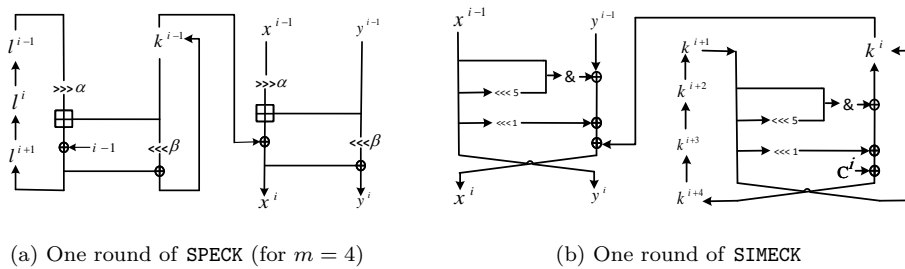 l^{i-1} k^{i-1} x^{i-1} y^{i-1}
>>>α >>>α
l^i
l^{i+1} i−1 <<<β <<<β
x^i y^i
(a) One round of SPECK (for m = 4)
x^{i-1} y^{i-1} k^{i+1} k^i
& k^{i+2}
<<< 5 &
<<< 1 k^{i+3} <<< 5
<<< 1
C^i
x^i y^i k^{i+4}
(b) One round of SIMECK